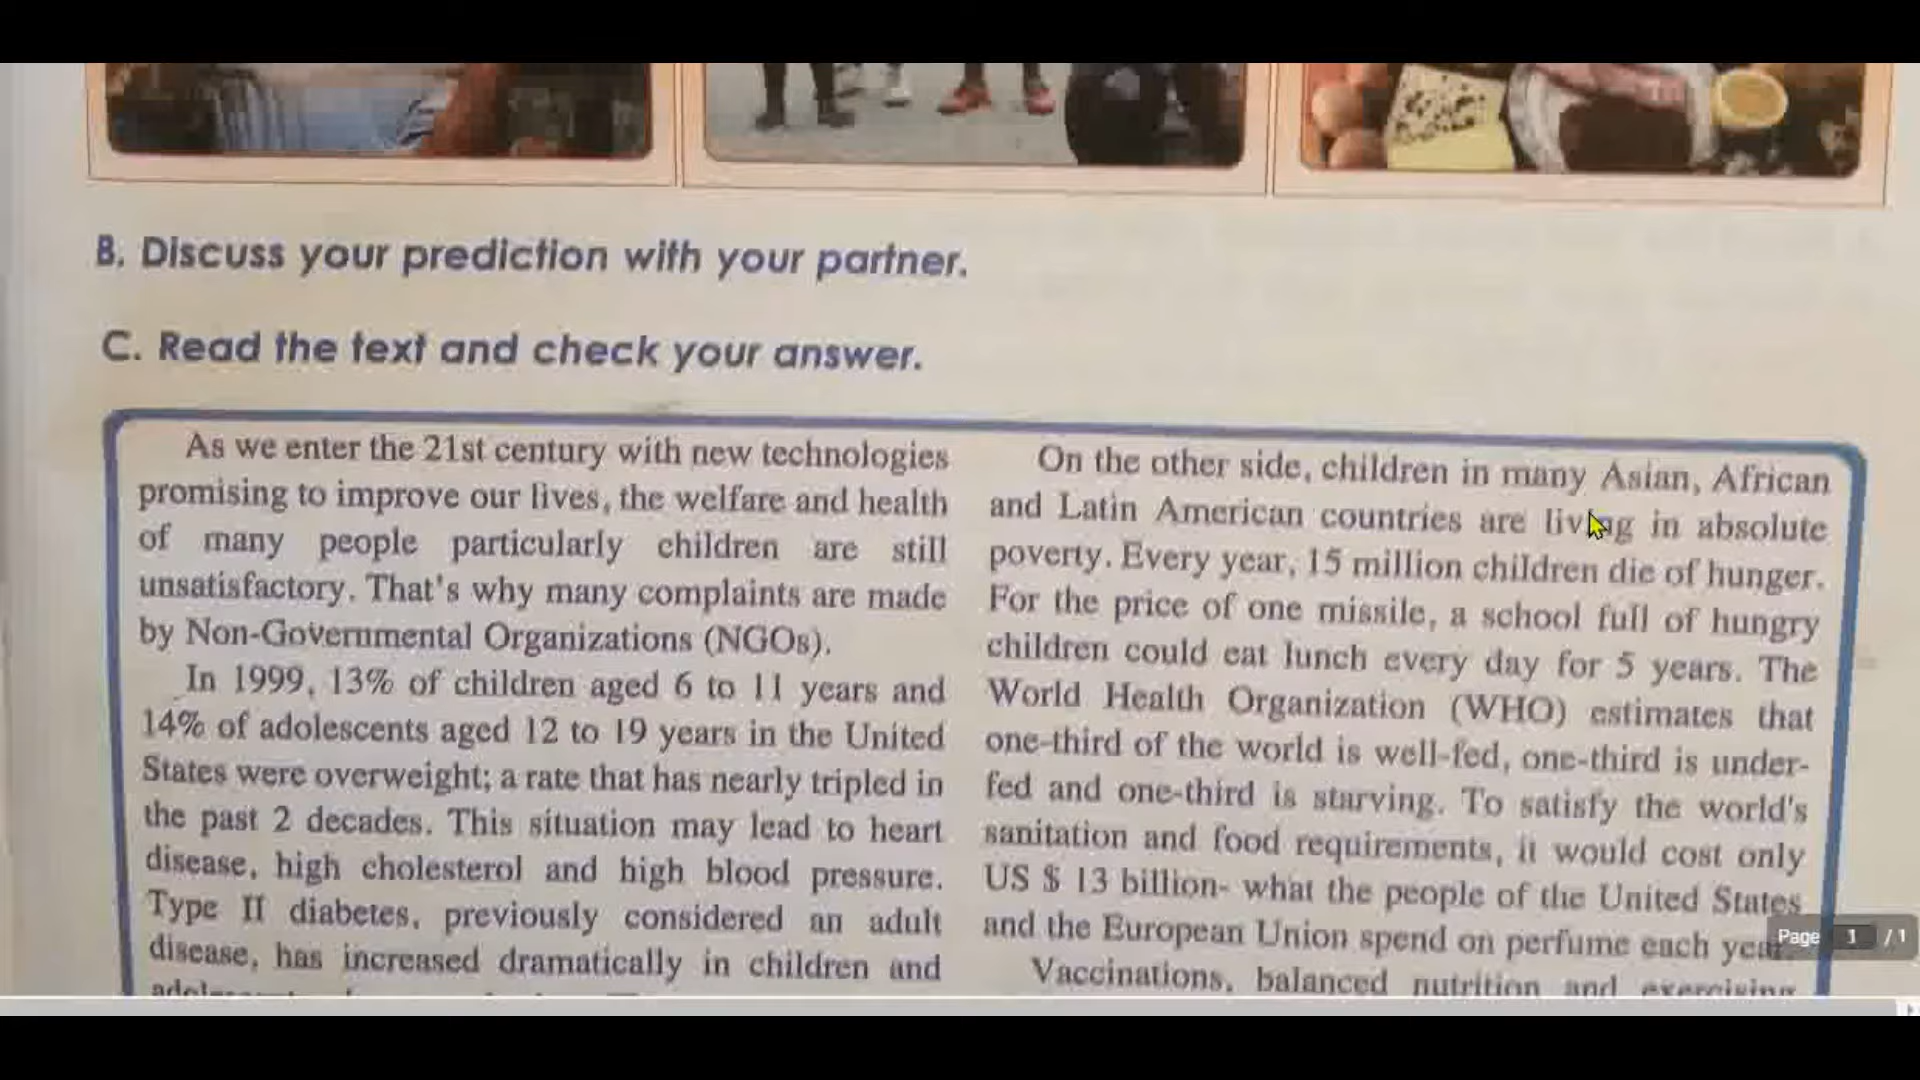 B. Discuss your prediction with your partner.
C. Read the text and check your answer.
As we enter the 21st century with new technologies
promising to improve our lives, the welfare and health
of many people particularly children are still
unsatisfactory. That's why many complaints are made
by Non-Governmental Organizations (NGOs).
In 1999, 13% of children aged 6 to 11 years and
14% of adolescents aged 12 to 19 years in the United
States were overweight; a rate that has nearly tripled in
the past 2 decades. This situation may lead to heart
disease, high cholesterol and high blood pressure.
Type II diabetes, previously considered an adult
disease, has increased dramatically in children and
On the other side, children in many Asian, African
and Latin American countries are living in absolute
poverty. Every year, 15 million children die of hunger.
For the price of one missile, a school full of hungry
children could eat lunch every day for 5 years. The
World Health Organization (WHO) estimates that
one-third of the world is well-fed, one-third is under-
fed and one-third is starving. To satisfy the world's
sanitation and food requirements, it would cost only
US $ 13 billion- what the people of the United States
and the European Union spend on perfume each year.
Vaccinations, balanced nutrition and exercising
Page 1 / 1